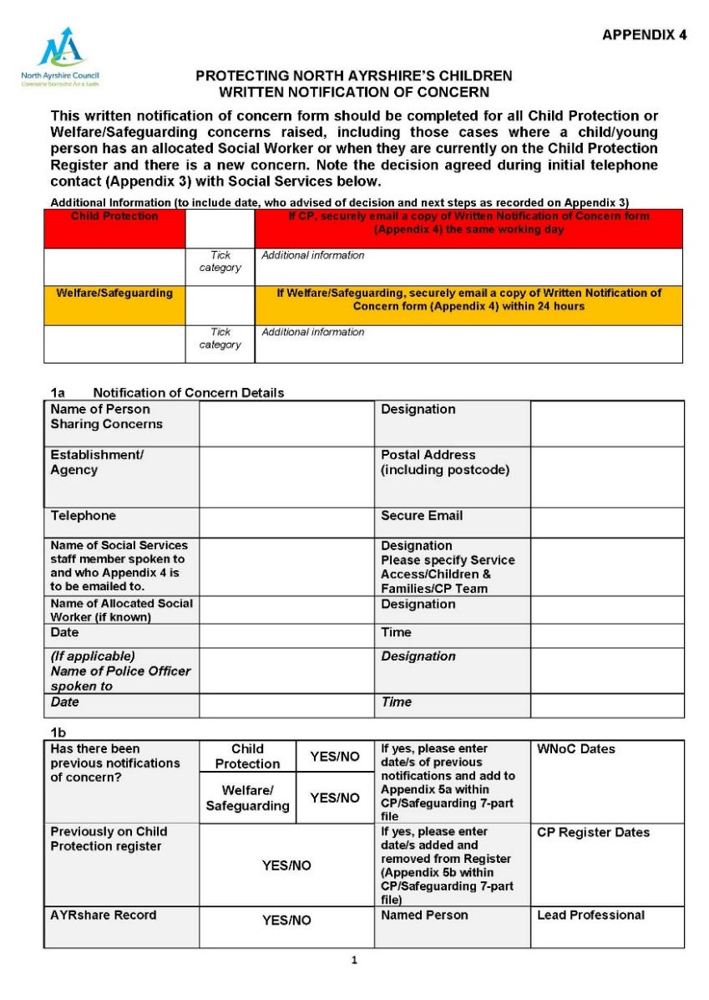 APPENDIX 4
North Ayrshire Council
Comhairle Siorrachd Àir a Tuath
PROTECTING NORTH AYRSHIRE'S CHILDREN
WRITTEN NOTIFICATION OF CONCERN
This written notification of concern form should be completed for all Child Protection or
Welfare/Safeguarding concerns raised, including those cases where a child/young
person has an allocated Social Worker or when they are currently on the Child Protection
Register and there is a new concern. Note the decision agreed during initial telephone
contact (Appendix 3) with Social Services below.
Additional Information (to include date, who advised of decision and next steps as recorded on Appendix 3)
Child Protection
If CP, securely email a copy of Written Notification of Concern form
(Appendix 4) the same working day
Tick
category
Additional information
Welfare/Safeguarding
If Welfare/Safeguarding, securely email a copy of Written Notification of
Concern form (Appendix 4) within 24 hours
Tick
category
Additional information
1a Notification of Concern Details
Name of Person
Sharing Concerns
Designation
Establishment/
Agency
Postal Address
(including postcode)
Telephone
Secure Email
Name of Social Services
staff member spoken to
and who Appendix 4 is
to be emailed to.
Designation
Please specify Service
Access/Children &
Families/CP Team
Name of Allocated Social
Worker (if known)
Designation
Date
Time
(If applicable)
Name of Police Officer
spoken to
Designation
Date
Time
1b
Has there been
previous notifications
of concern?
Child
Protection
YES/NO
Welfare/
Safeguarding
YES/NO
If yes, please enter
date/s of previous
notifications and add to
Appendix 5a within
CP/Safeguarding 7-part
file
WNoC Dates
Previously on Child
Protection register
YES/NO
If yes, please enter
date/s added and
removed from Register
(Appendix 5b within
CP/Safeguarding 7-part
file)
CP Register Dates
AYRshare Record
YES/NO
Named Person
Lead Professional
1